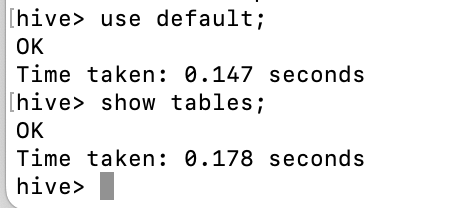 [hive> use default;
OK
Time taken: 0.147 seconds
[hive> show tables;
OK
Time taken: 0.178 seconds
hive>